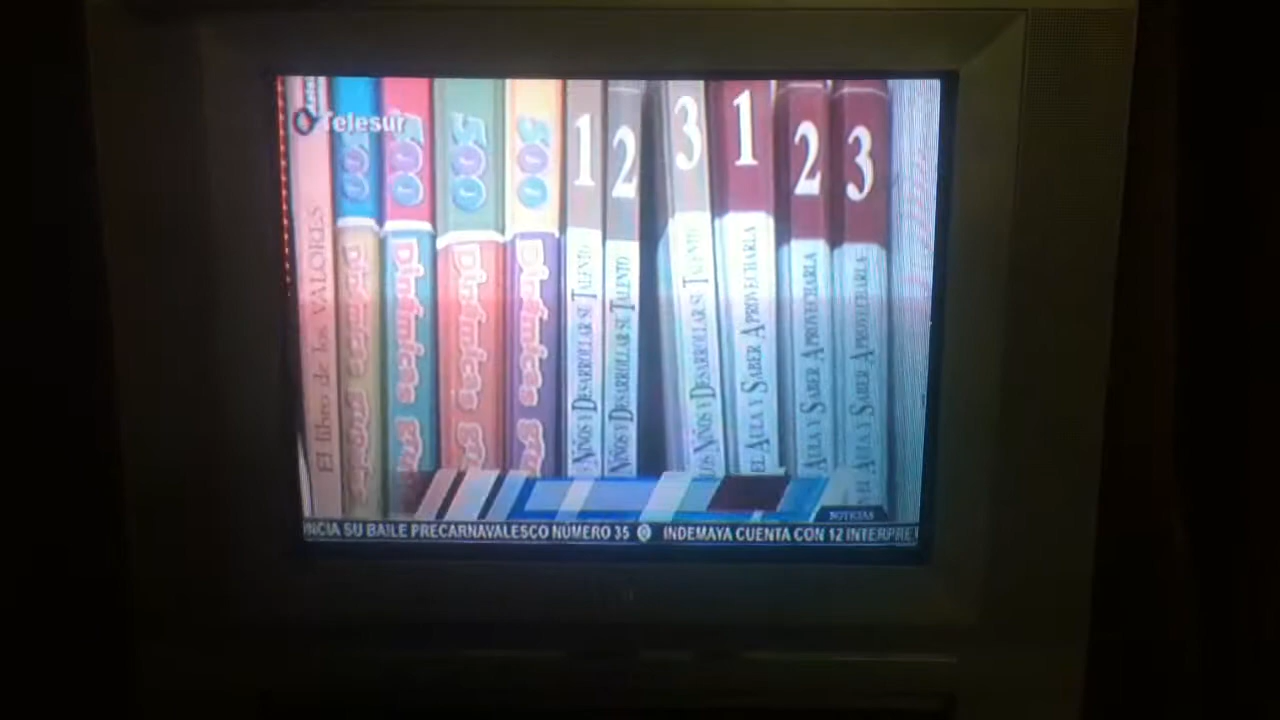 Telesur
El libro de los VALORES
500
Dinámicas
500
Dinámicas
500
Dinámicas
500
Dinámicas
1
NIÑOS Y DESARROLLAR SU TALENTO
2
NIÑOS Y DESARROLLAR SU TALENTO
3
LOS NIÑOS Y DESARROLLAR SU TALENTO
1
EL AULA Y SABER APROVECHARLA
2
AULA Y SABER APROVECHARLA
3
EL AULA Y SABER APROVECHARLA
NOTICIAS
NCIA SU BAILE PRECARNAVALESCO NÚMERO 35 INDEMAYA CUENTA CON 12 INTERPRE